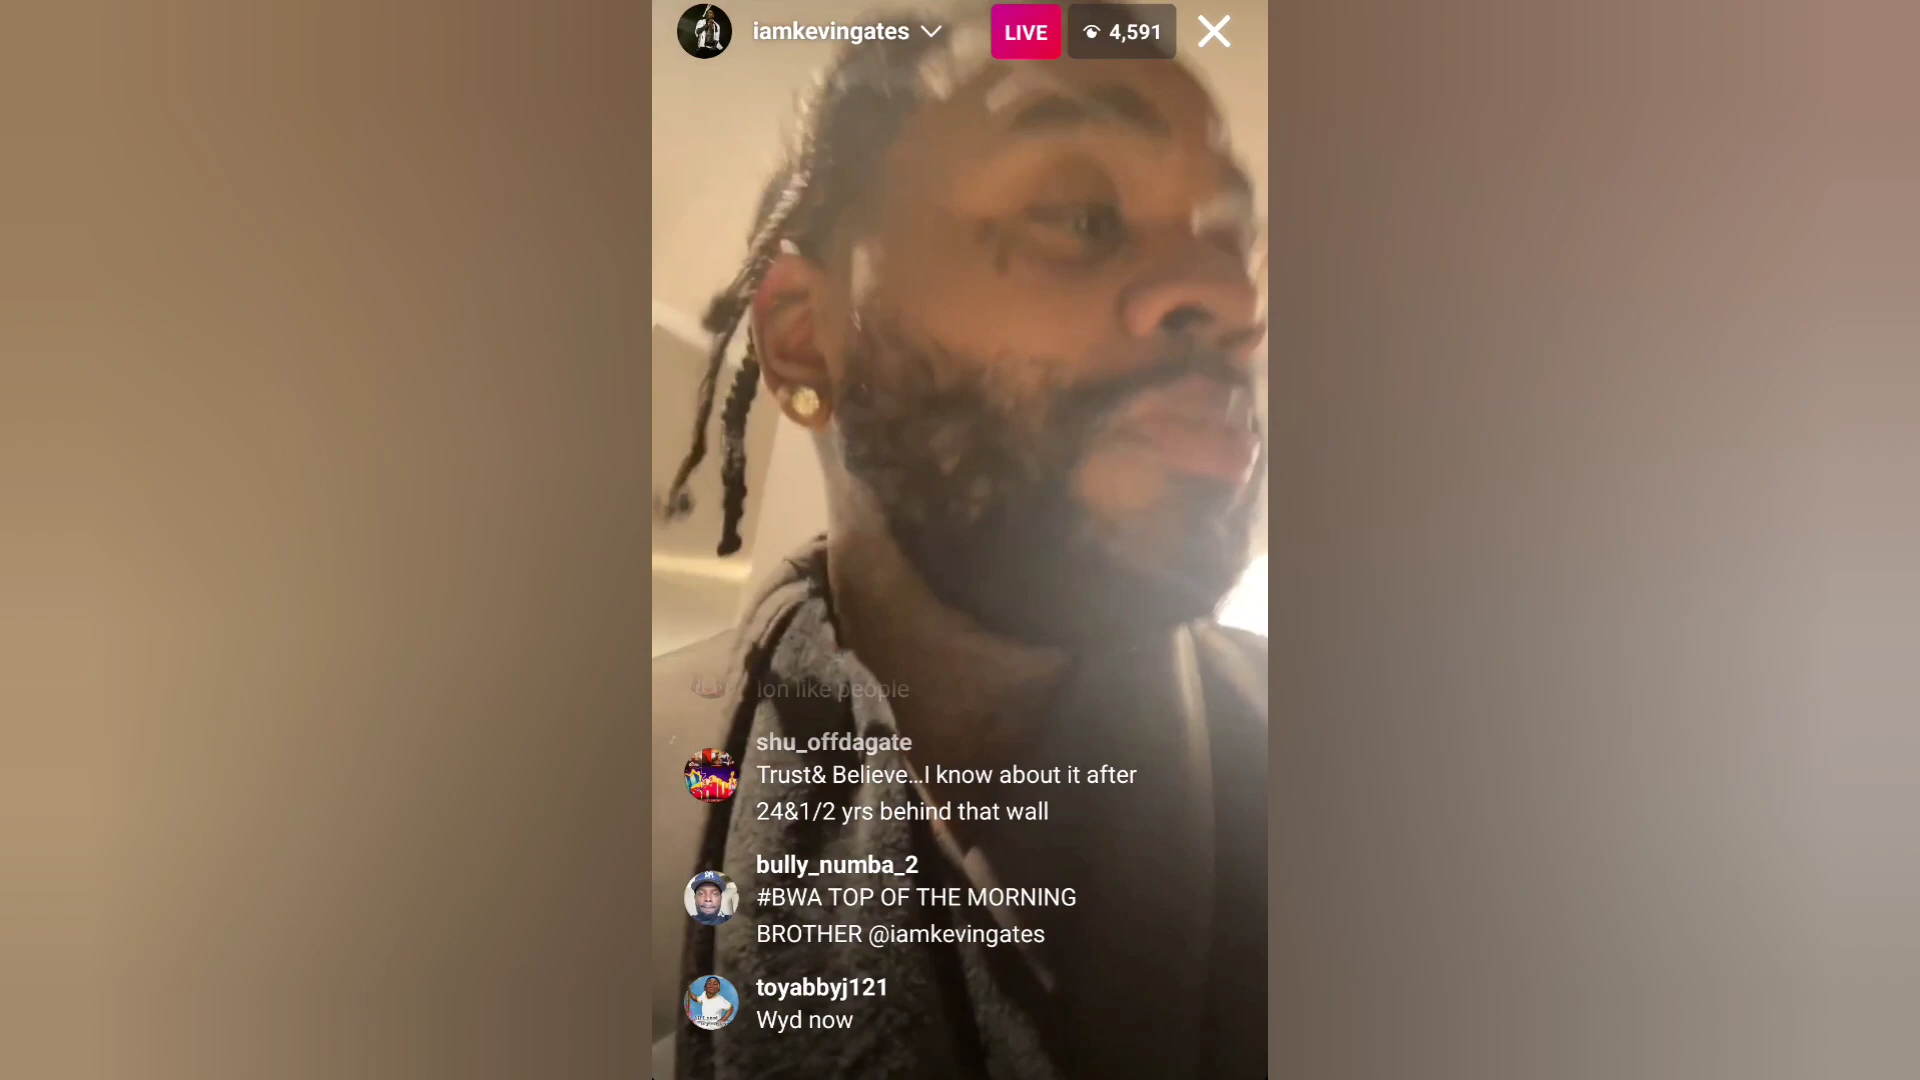 iamkevingates
LIVE
4,591
Ion like people
shu_offdagate
Trust& Believe...I know about it after
24&1/2 yrs behind that wall
bully_numba_2
#BWA TOP OF THE MORNING
BROTHER @iamkevingates
toyabbyj121
Wyd now